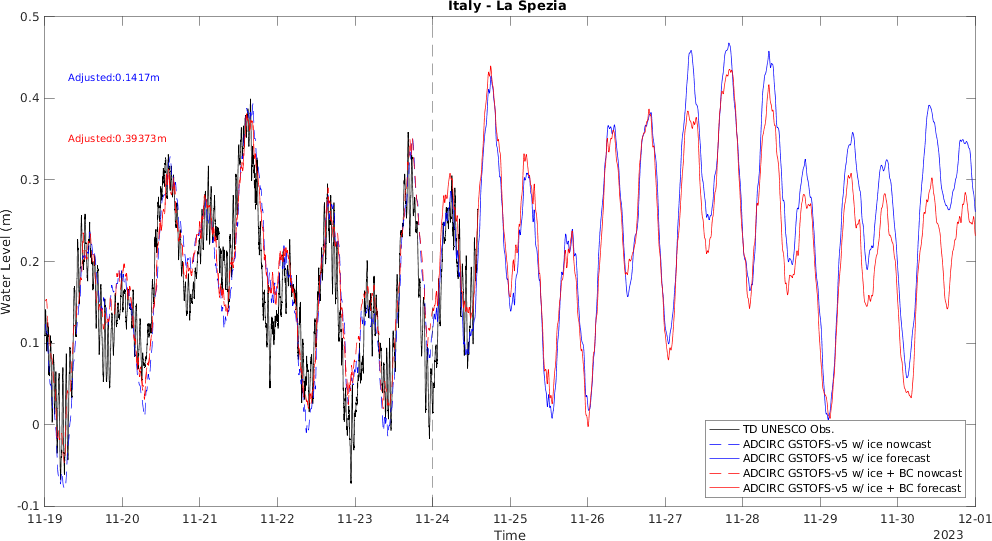 Italy - La Spezia
0.5
0.4
0.3
0.2
0.1
0
-0.1
Water Level (m)
Adjusted:0.1417m
Adjusted:0.39373m
TD UNESCO Obs.
ADCIRC GSTOFS-v5 w/ ice nowcast
ADCIRC GSTOFS-v5 w/ ice forecast
ADCIRC GSTOFS-v5 w/ ice + BC nowcast
ADCIRC GSTOFS-v5 w/ ice + BC forecast
11-19 11-20 11-21 11-22 11-23 11-24 11-25 11-26 11-27 11-28 11-29 11-30 12-01
Time
2023